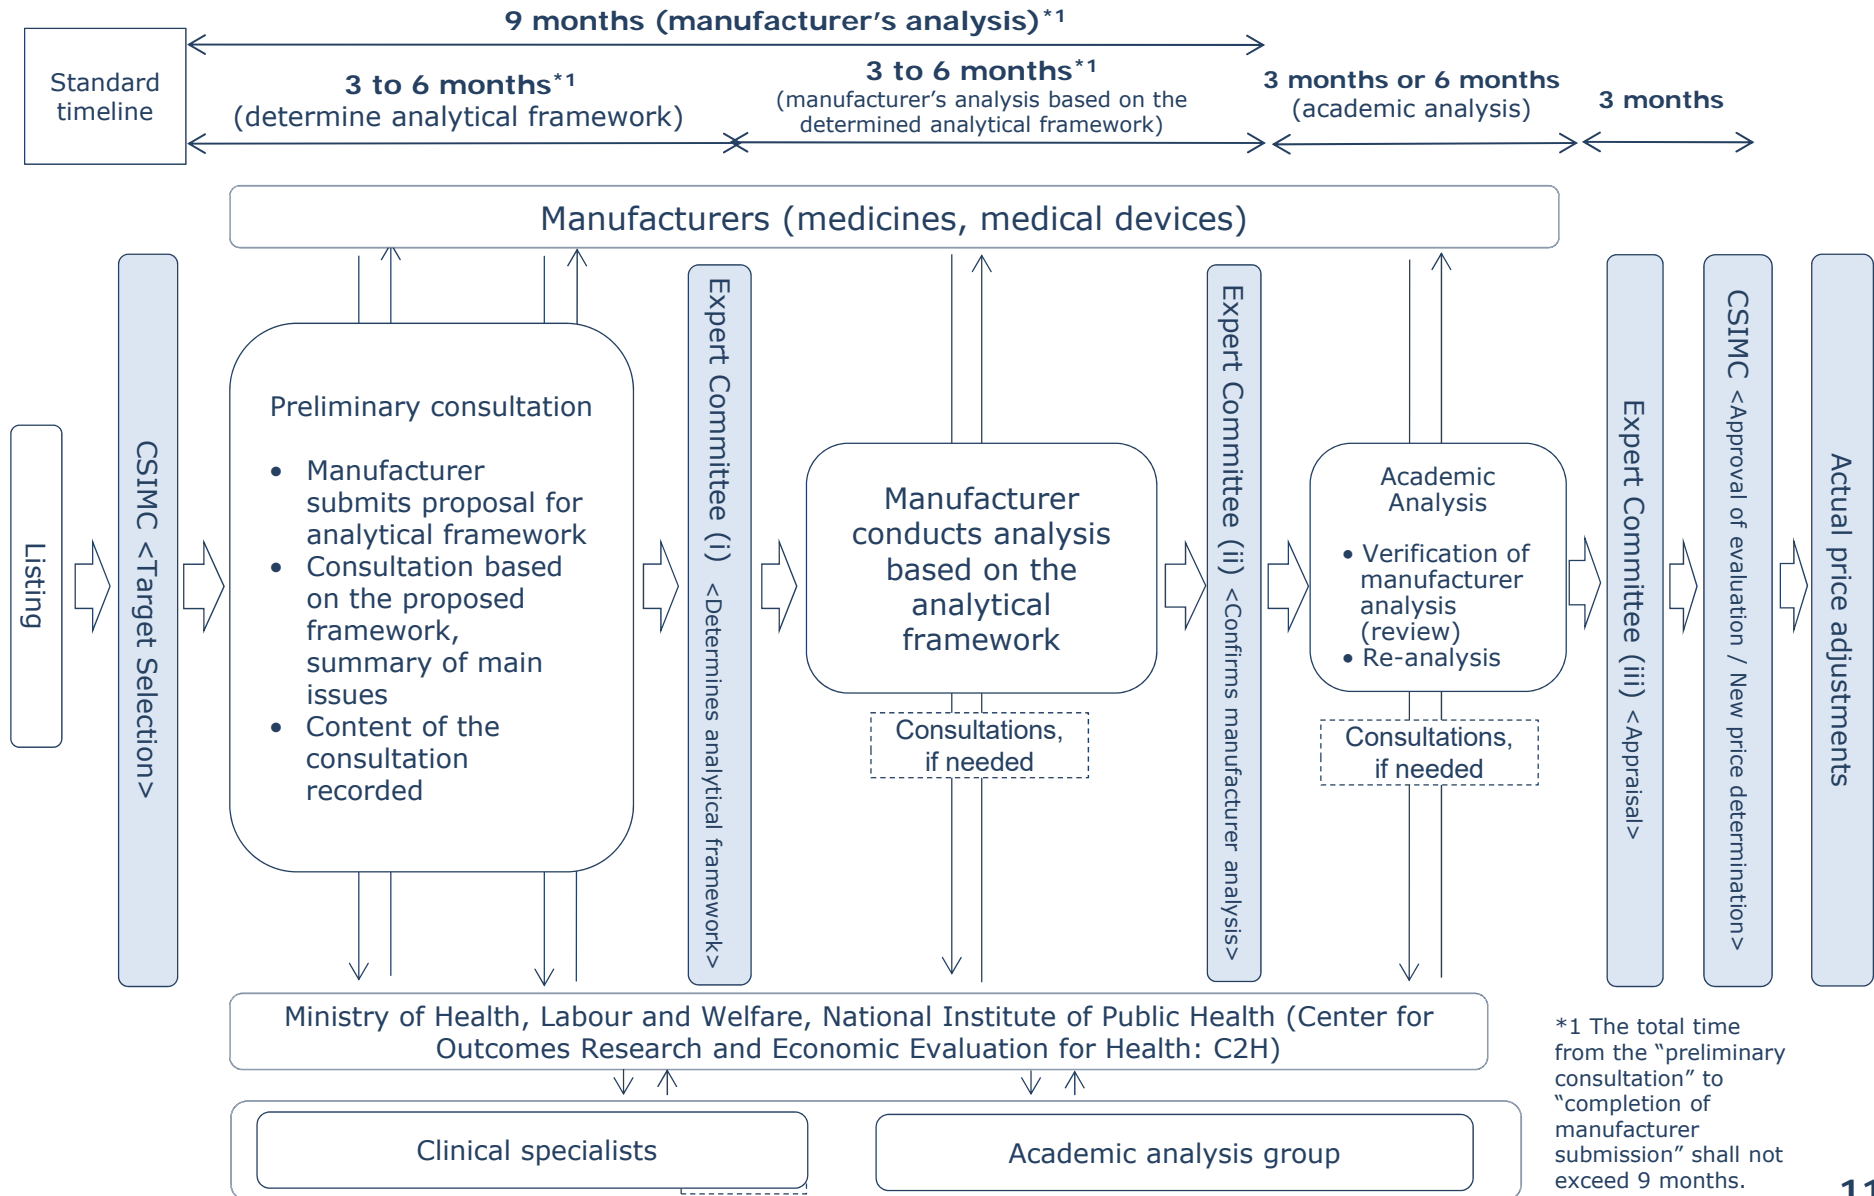 9 months (manufacturer's analysis)*1
Standard
timeline
3 to 6 months*1
(determine analytical framework)
3 to 6 months*1
(manufacturer's analysis based on the
determined analytical framework)
3 months or 6 months
(academic analysis)
3 months
Manufacturers (medicines, medical devices)
Listing
CSIMC <Target Selection>
Preliminary consultation
• Manufacturer
submits proposal for
analytical framework
• Consultation based
on the proposed
framework,
summary of main
issues
• Content of the
consultation
recorded
Expert Committee (i) <Determines analytical framework>
Manufacturer
conducts analysis
based on the
analytical
framework
Consultations,
if needed
Expert Committee (ii) <Confirms manufacturer analysis>
Academic
Analysis
• Verification of
manufacturer
analysis
(review)
• Re-analysis
Consultations,
if needed
Expert Committee (iii) <Appraisal>
CSIMC <Approval of evaluation / New price determination>
Actual price adjustments
Ministry of Health, Labour and Welfare, National Institute of Public Health (Center for
Outcomes Research and Economic Evaluation for Health: C2H)
Clinical specialists
Academic analysis group
*1 The total time
from the "preliminary
consultation" to
"completion of
manufacturer
submission" shall not
exceed 9 months.
11